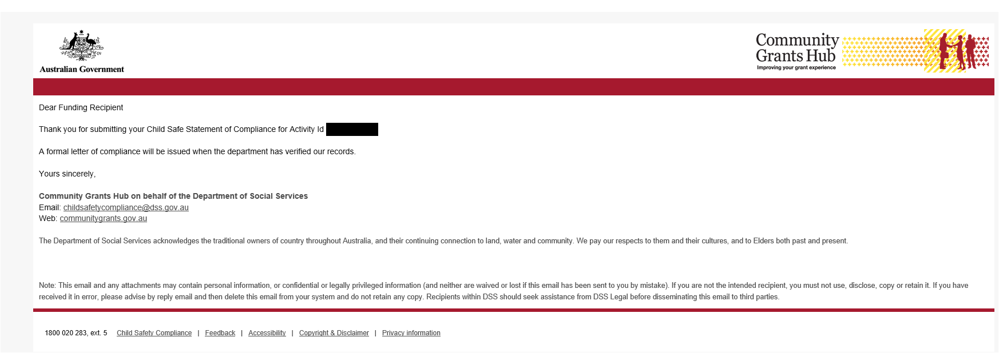 Australian Government
Community
Grants Hub
Improving your grant experience
Dear Funding Recipient
Thank you for submitting your Child Safe Statement of Compliance for Activity Id
A formal letter of compliance will be issued when the department has verified our records.
Yours sincerely,
Community Grants Hub on behalf of the Department of Social Services
Email: childsafetycompliance@dss.gov.au
Web: communitygrants.gov.au
The Department of Social Services acknowledges the traditional owners of country throughout Australia, and their continuing connection to land, water and community. We pay our respects to them and their cultures, and to Elders both past and present.
Note: This email and any attachments may contain personal information, or confidential or legally privileged information (and neither are waived or lost if this email has been sent to you by mistake). If you are not the intended recipient, you must not use, disclose, copy or retain it. If you have
received it in error, please advise by reply email and then delete this email from your system and do not retain any copy. Recipients within DSS should seek assistance from DSS Legal before disseminating this email to third parties.
1800 020 283, ext. 5 Child Safety Compliance | Feedback | Accessibility | Copyright & Disclaimer | Privacy information